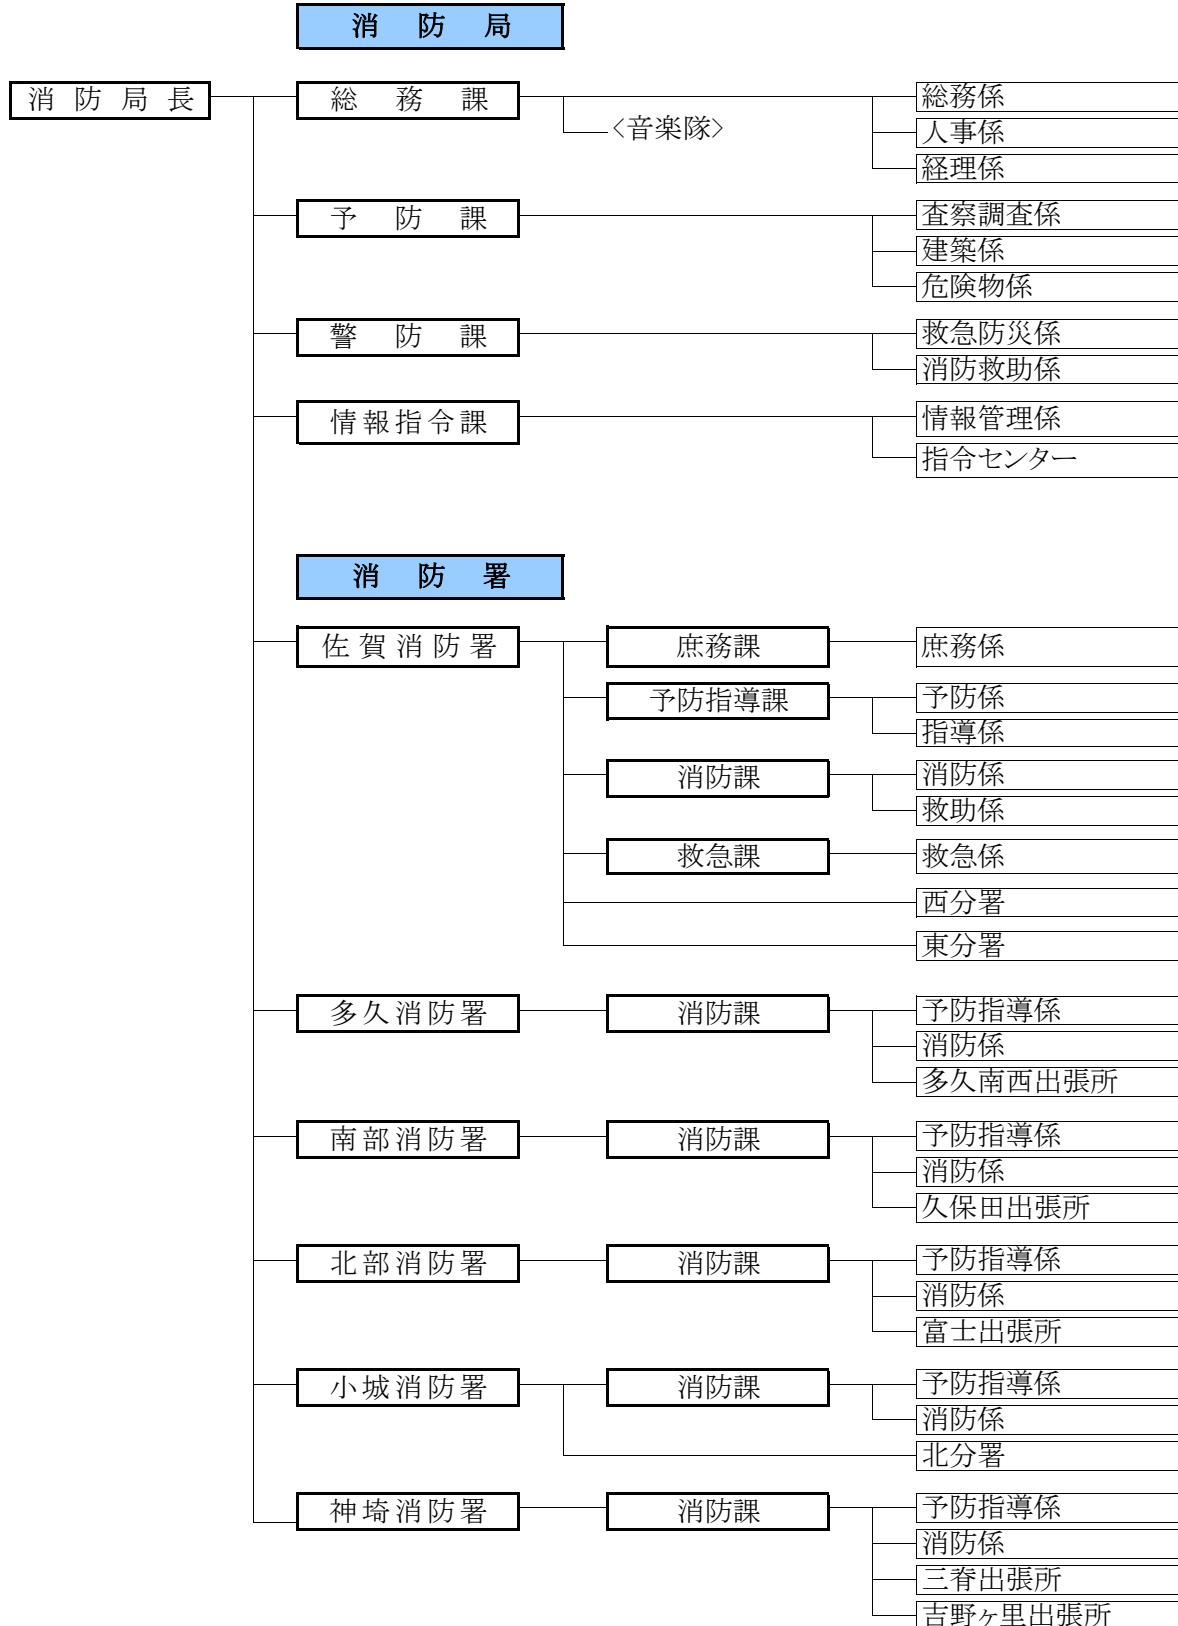 消防局
消防局長
総務課
総務係
<音楽隊>
人事係
経理係
予防課
査察調査係
建築係
危険物係
警防課
救急防災係
消防救助係
情報指令課
情報管理係
指令センター
消防署
佐賀消防署
庶務課
庶務係
予防指導課
予防係
指導係
消防課
消防係
救助係
救急課
救急係
西分署
東分署
多久消防署
消防課
予防指導係
消防係
多久南西出張所
南部消防署
消防課
予防指導係
消防係
久保田出張所
北部消防署
消防課
予防指導係
消防係
富士出張所
小城消防署
消防課
予防指導係
消防係
北分署
神埼消防署
消防課
予防指導係
消防係
三脊出張所
吉野ヶ里出張所